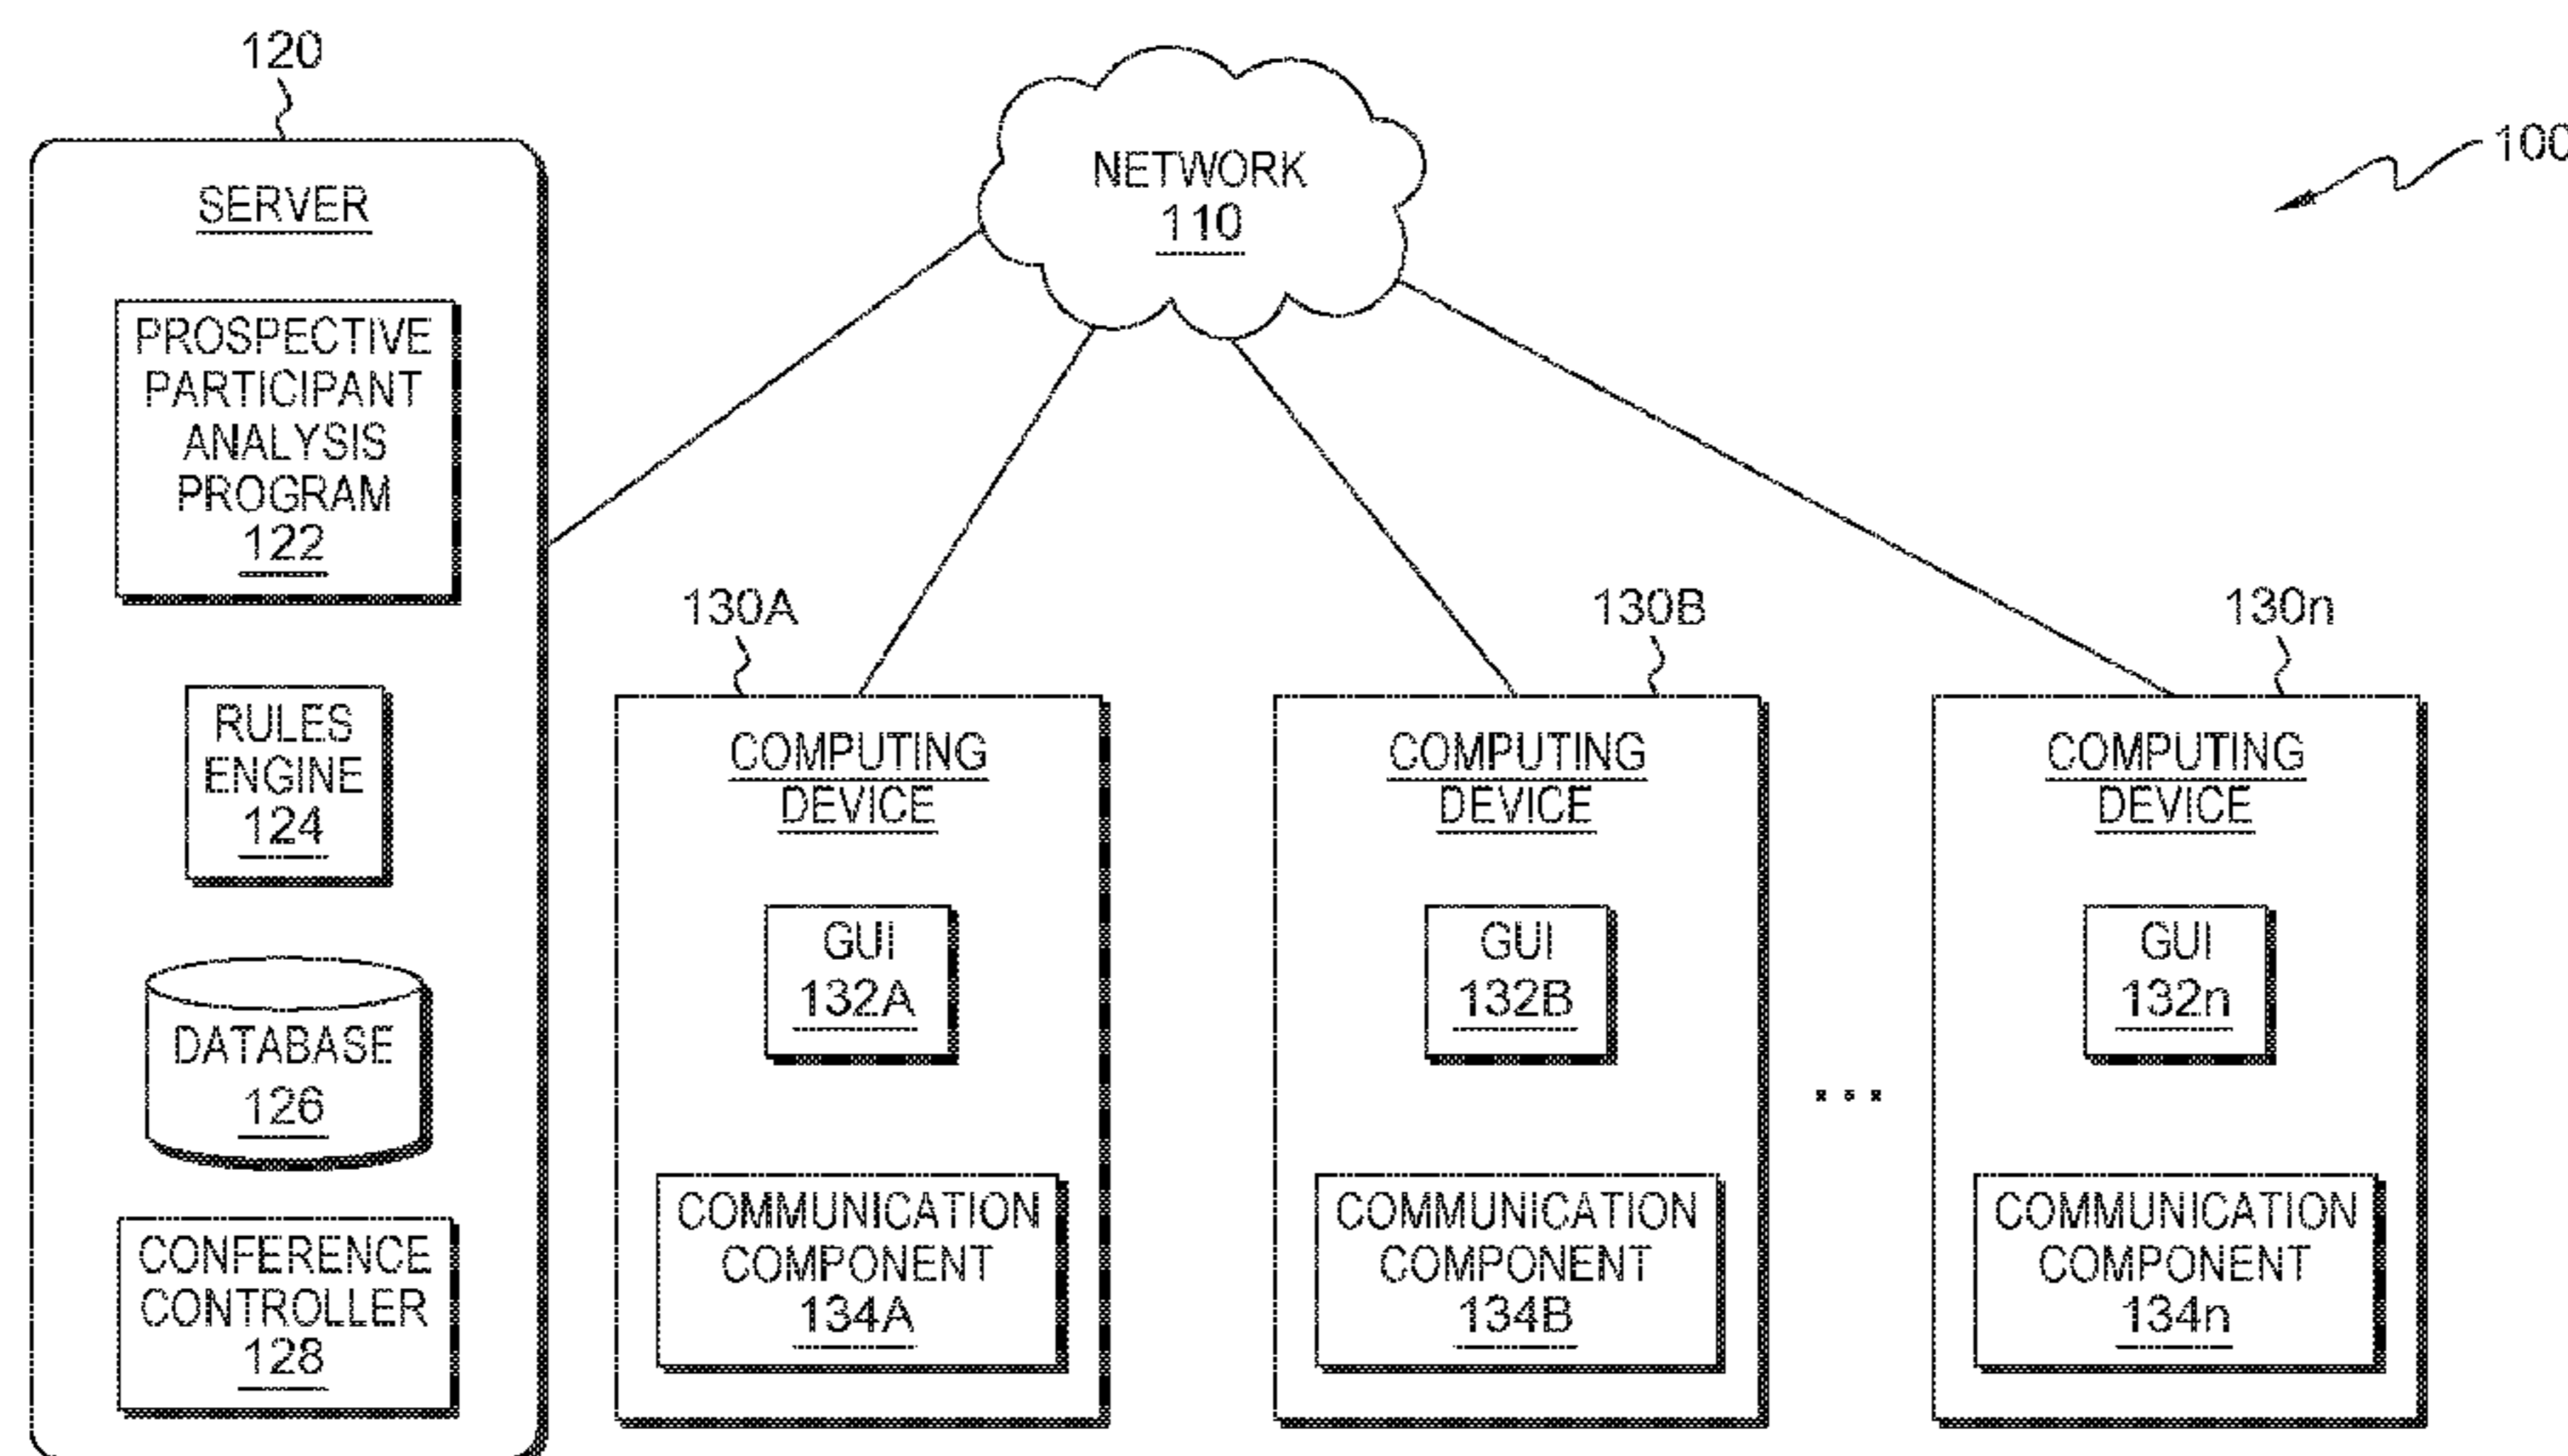 120
SERVER
PROSPECTIVE
PARTICIPANT
ANALYSIS
PROGRAM
122
RULES
ENGINE
124
DATABASE
126
CONFERENCE
CONTROLLER
128
NETWORK
110
100
130A
COMPUTING
DEVICE
GUI
132A
COMMUNICATION
COMPONENT
134A
130B
COMPUTING
DEVICE
GUI
132B
COMMUNICATION
COMPONENT
134B
...
130n
COMPUTING
DEVICE
GUI
132n
COMMUNICATION
COMPONENT
134n